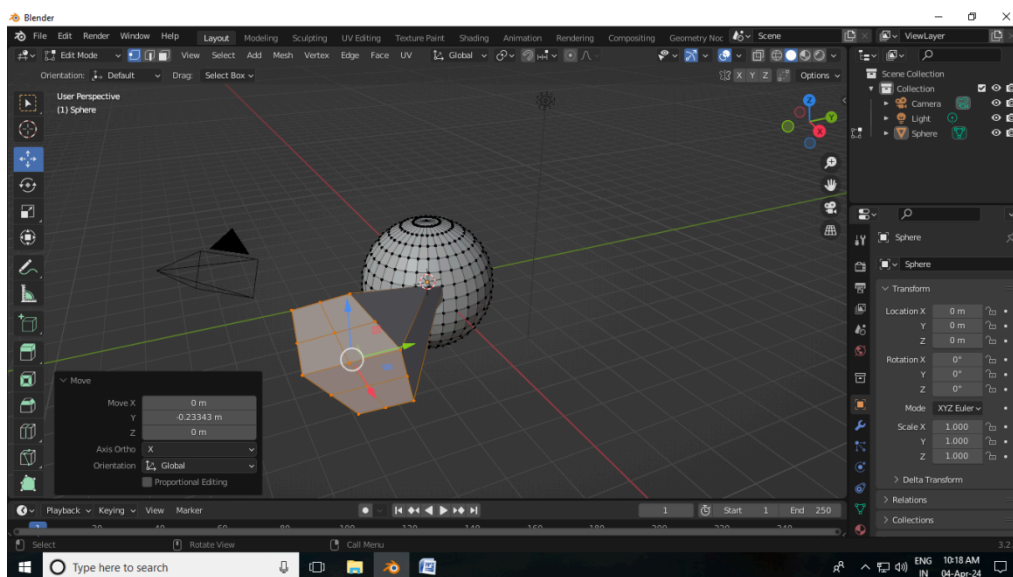 Blender
File Edit Render Window Help Layout Modeling Sculpting UV Editing Texture Paint Shading Animation Rendering Compositing Geometry Noc Scene ViewLayer
Edit Mode View Select Add Mesh Vertex Edge Face UV Global
Orientation: Default Drag: Select Box X Y Z Options
User Perspective
(1) Sphere
Z
Y
X
Scene Collection
Collection
Camera
Light
Sphere
Sphere
Sphere
Transform
Location X 0 m
Y 0 m
Z 0 m
Rotation X 0°
Y 0°
Z 0°
Mode XYZ Euler
Scale X 1.000
Y 1.000
Z 1.000
Delta Transform
Relations
Collections
Move
Move X 0 m
Y -0.23343 m
Z 0 m
Axis Ortho X
Orientation Global
Proportional Editing
Playback Keying View Marker 1 Start 1 End 250
1
Select Rotate View Call Menu 3.2
Type here to search
ENG 10:18 AM
IN 04-Apr-24